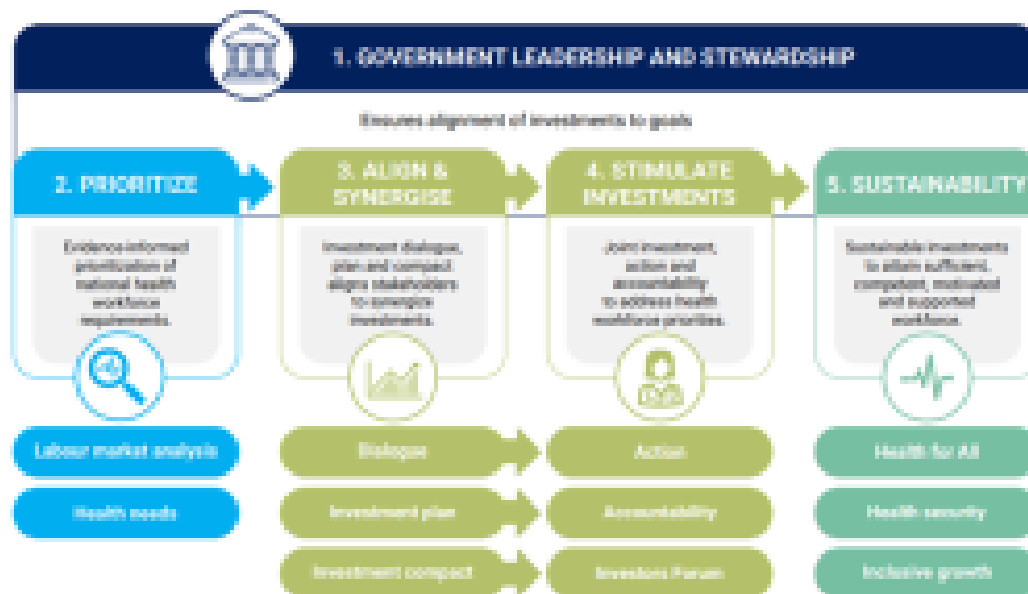 1. GOVERNMENT LEADERSHIP AND STEWARDSHIP
Ensures alignment of investments to goals
2. PRIORITIZE
Evidence-informed
prioritization of
national health
workforce
requirements.
Labour market analysis
Health needs
3. ALIGN &
SYNERGISE
Investment dialogue,
plan and compact
aligns stakeholders
to synergize
investments.
Dialogue
Investment plan
Investment compact
4. STIMULATE
INVESTMENTS
Joint investment,
action and
accountability
to address health
workforce priorities.
Action
Accountability
Investors Forum
5. SUSTAINABILITY
Sustainable investments
to attain sufficient,
competent, motivated
and supported
workforce.
Health for All
Health security
Inclusive growth